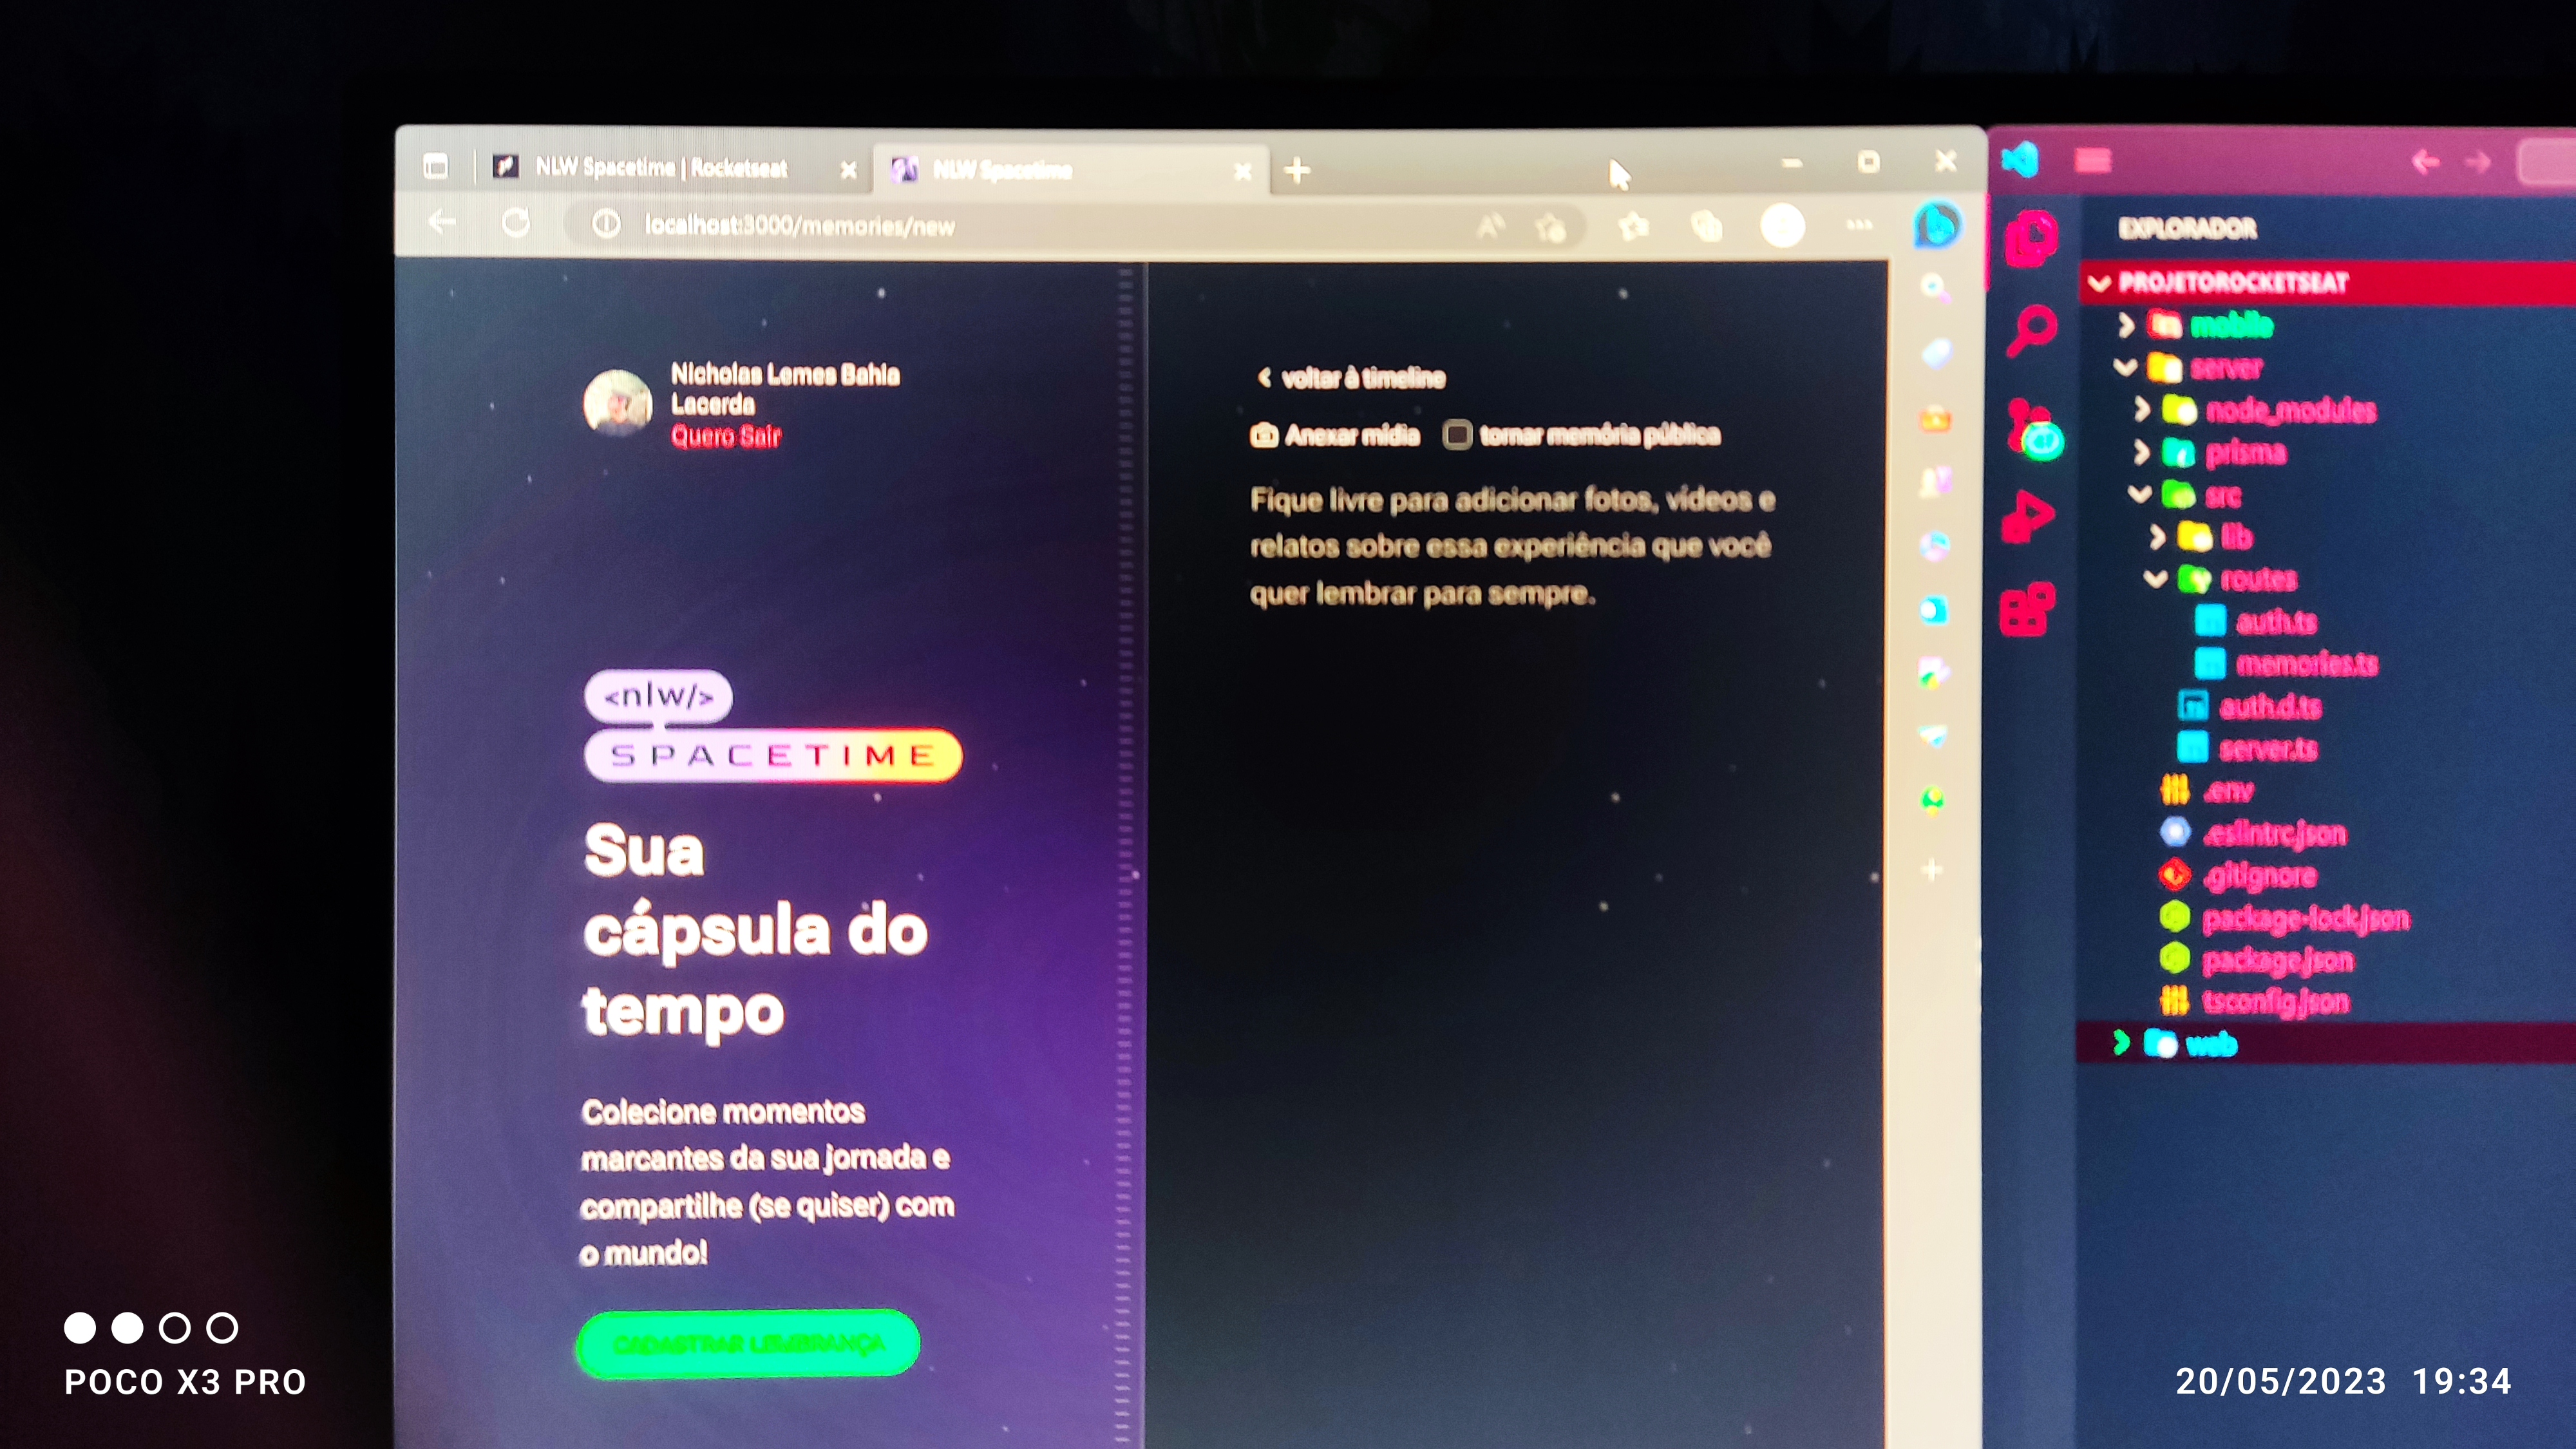 NLW Spacetime | Rocketseat
NLW Spacetime
localhost:3000/memories/new
Nicholas Lemes Bahia
Lacerda
Quero Sair
<nlw/>
SPACETIME
Sua
cápsula do
tempo
Colecione momentos
marcantes da sua jornada e
compartilhe (se quiser) com
o mundo!
CADASTRAR LEMBRANÇA
voltar à timeline
Anexar mídia
tornar memória pública
Fique livre para adicionar fotos, vídeos e
relatos sobre essa experiência que você
quer lembrar para sempre.
EXPLORADOR
PROJETOROCKETSEAT
mobile
server
node_modules
prisma
src
lib
routes
auth.ts
memories.ts
auth.d.ts
server.ts
.env
.eslintrc.json
.gitignore
package-lock.json
package.json
tsconfig.json
web
POCO X3 PRO
20/05/2023 19:34